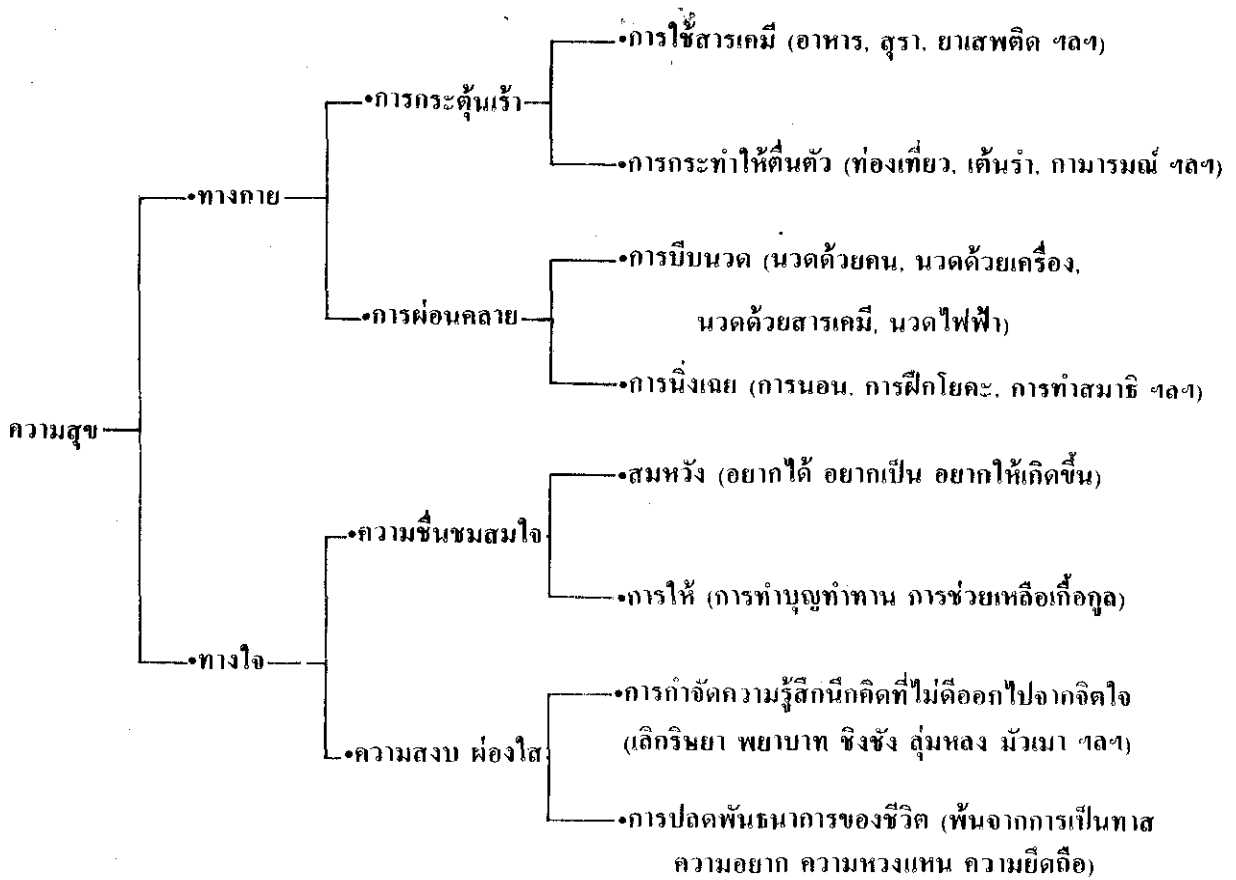 •การใช้สารเคมี (อาหาร, สุรา, ยาเสพติด ฯลฯ)
•การกระตุ้นเร้า
•การกระทำให้ตื่นตัว (ท่องเที่ยว, เต้นรำ, กามารมณ์ ฯลฯ)
•ทางกาย
•การบีบนวด (นวดด้วยคน, นวดด้วยเครื่อง,
นวดด้วยสารเคมี, นวดไฟฟ้า)
•การผ่อนคลาย
•การนิ่งเฉย (การนอน, การฝึกโยคะ, การทำสมาธิ ฯลฯ)
ความสุข
•สมหวัง (อยากได้ อยากเป็น อยากให้เกิดขึ้น)
•ความชื่นชมสมใจ
•การให้ (การทำบุญทำทาน การช่วยเหลือเกื้อกูล)
•ทางใจ
•การกำจัดความรู้สึกนึกคิดที่ไม่ดีออกไปจากจิตใจ
(เลิกริษยา พยาบาท ชิงชัง ลุ่มหลง มัวเมา ฯลฯ)
•ความสงบ ผ่องใส
•การปลดพันธนาการของชีวิต (พ้นจากการเป็นทาส
ความอยาก ความหวงแหน ความยึดถือ)